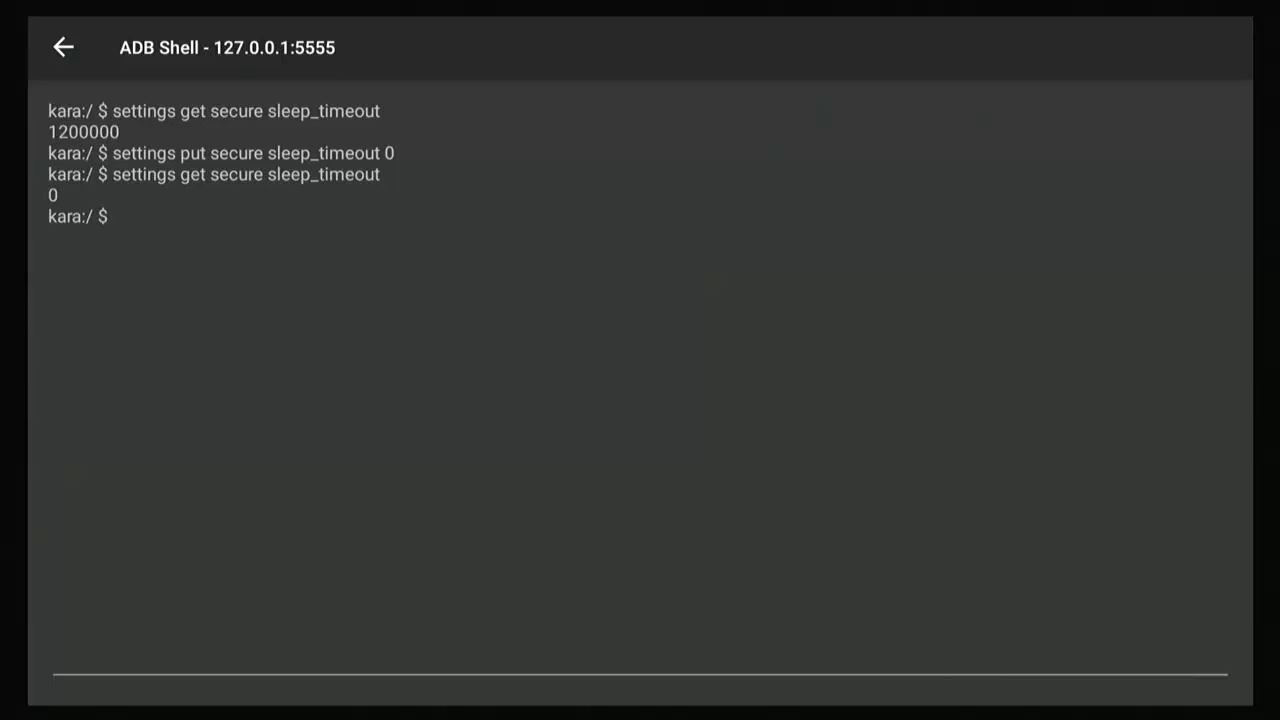 ADB Shell - 127.0.0.1:5555
kara:/ $ settings get secure sleep_timeout
1200000
kara:/ $ settings put secure sleep_timeout 0
kara:/ $ settings get secure sleep_timeout
0
kara:/ $